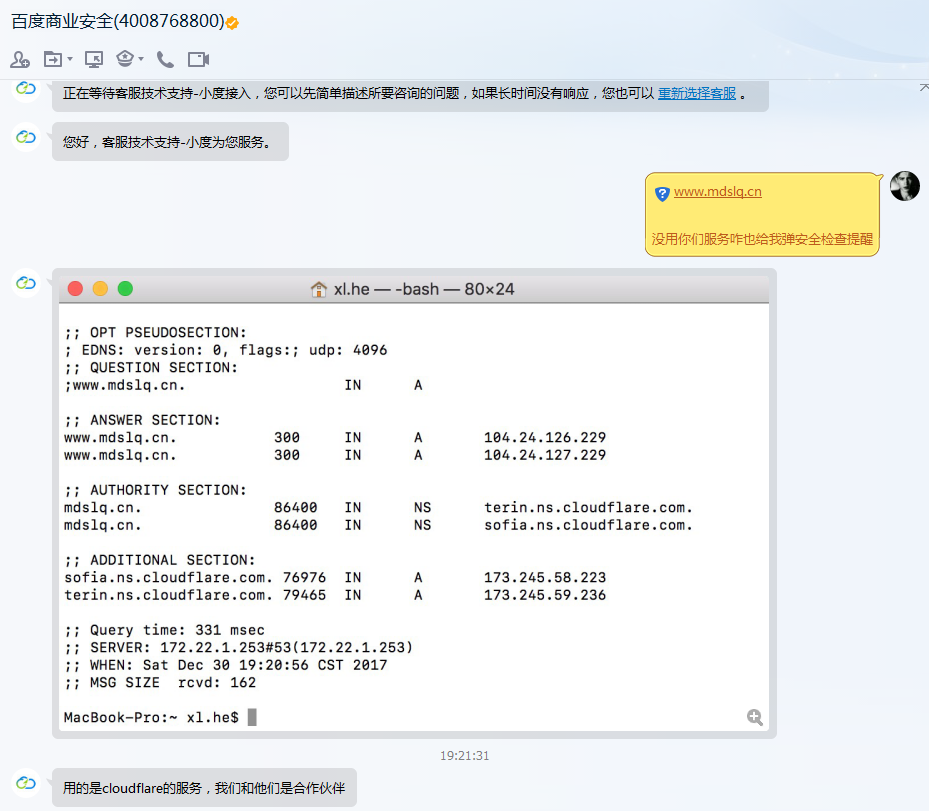 百度商业安全(4008768800)
正在等待客服技术支持-小度接入，您可以先简单描述所要咨询的问题，如果长时间没有响应，您也可以 重新选择客服 。
您好，客服技术支持-小度为您服务。
www.mdslq.cn
没用你们服务咋也给我弹安全检查提醒
xl.he — -bash — 80×24
;; OPT PSEUDOSECTION:
; EDNS: version: 0, flags:; udp: 4096
;; QUESTION SECTION:
;www.mdslq.cn. IN A
;; ANSWER SECTION:
www.mdslq.cn. 300 IN A 104.24.126.229
www.mdslq.cn. 300 IN A 104.24.127.229
;; AUTHORITY SECTION:
mdslq.cn. 86400 IN NS terin.ns.cloudflare.com.
mdslq.cn. 86400 IN NS sofia.ns.cloudflare.com.
;; ADDITIONAL SECTION:
sofia.ns.cloudflare.com. 76976 IN A 173.245.58.223
terin.ns.cloudflare.com. 79465 IN A 173.245.59.236
;; Query time: 331 msec
;; SERVER: 172.22.1.253#53(172.22.1.253)
;; WHEN: Sat Dec 30 19:20:56 CST 2017
;; MSG SIZE rcvd: 162
MacBook-Pro:~ xl.he$
19:21:31
用的是cloudflare的服务，我们和他们是合作伙伴